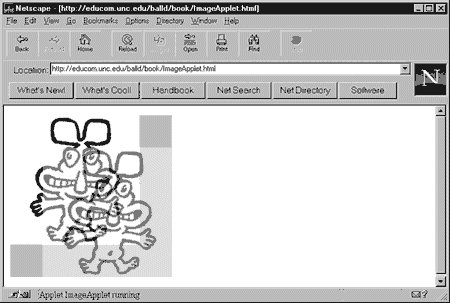 Netscape - [http://educom.unc.edu/balld/book/ImageApplet.html]
File Edit View Go Bookmarks Options Directory Window Help
Back Home Reload Open Print Find
Location: http://educom.unc.edu/balld/book/ImageApplet.html
N
What's New! What's Cool! Handbook Net Search Net Directory Software
Applet ImageApplet running